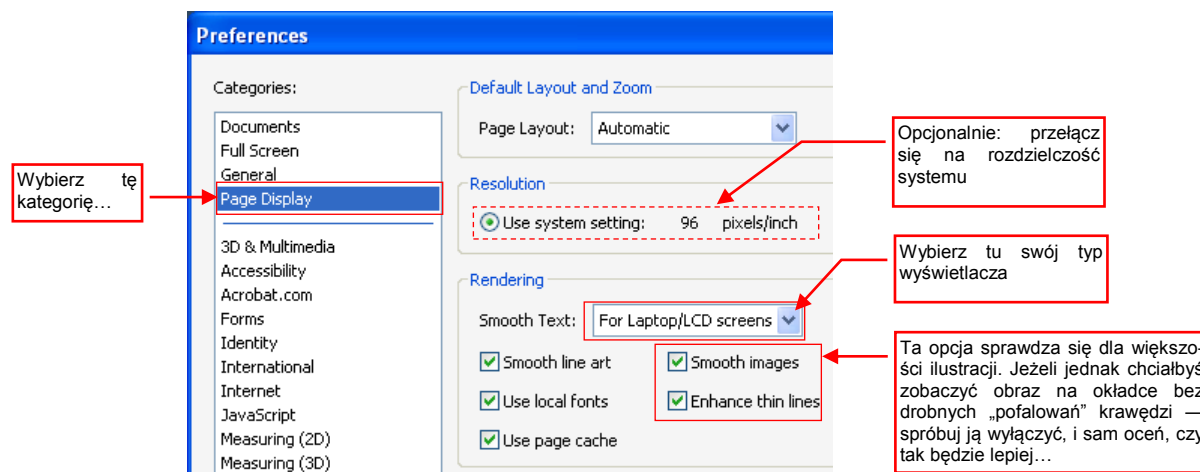 Preferences
Categories:
Documents
Full Screen
General
Page Display
3D & Multimedia
Accessibility
Acrobat.com
Forms
Identity
International
Internet
JavaScript
Measuring (2D)
Measuring (3D)
Default Layout and Zoom
Page Layout: Automatic
Resolution
Use system setting: 96 pixels/inch
Rendering
Smooth Text: For Laptop/LCD screens
Smooth line art Smooth images
Use local fonts Enhance thin lines
Use page cache
Wybierz tę
kategorię…
Opcjonalnie: przełącz
się na rozdzielczość
systemu
Wybierz tu swój typ
wyświetlacza
Ta opcja sprawdza się dla większo-
ści ilustracji. Jeżeli jednak chciałbyś
zobaczyć obraz na okładce bez
drobnych „pofalowań” krawędzi —
spróbuj ją wyłączyć, i sam oceń, czy
tak będzie lepiej…